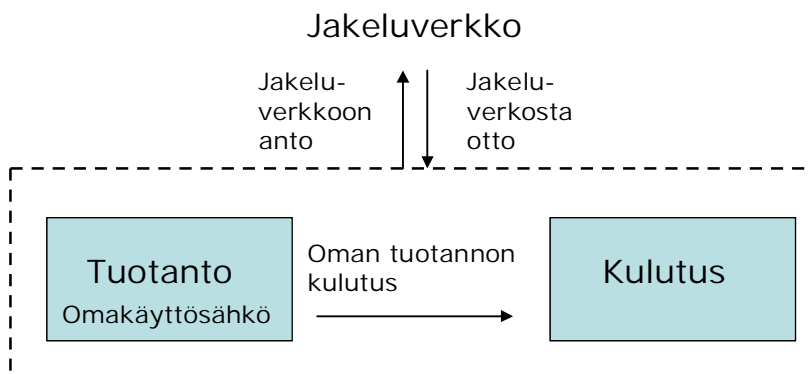 Jakeluverkko
Jakelu-
verkkoon
anto
Jakelu-
verkosta
otto
Tuotanto
Omakäyttösähkö
Oman tuotannon
kulutus
Kulutus